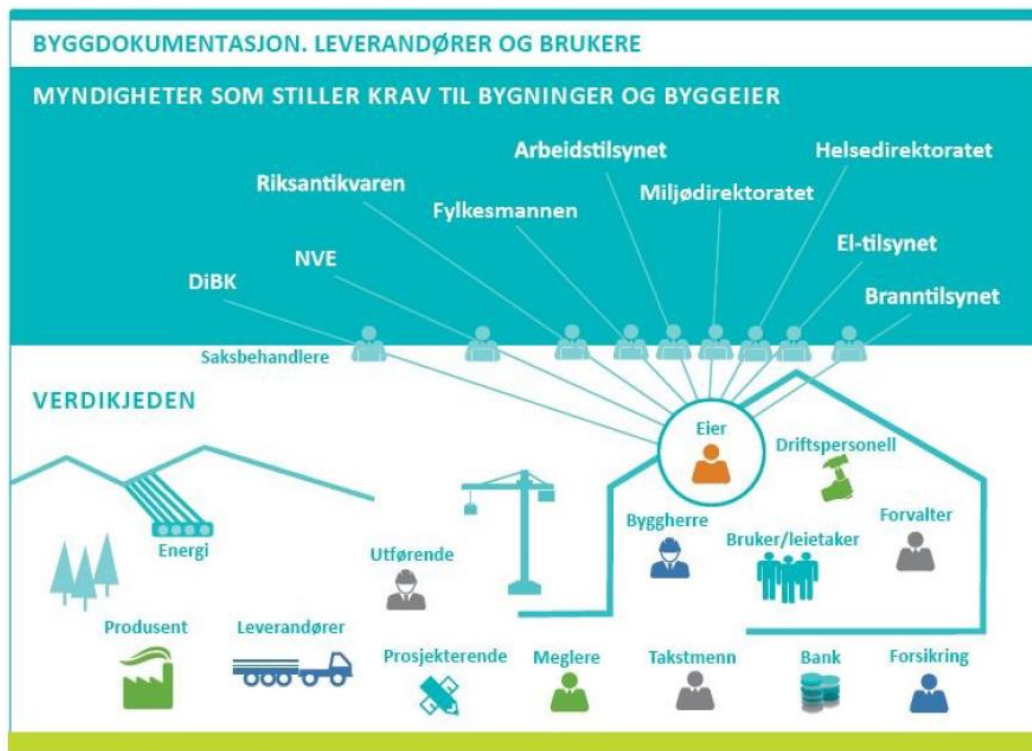 BYGGDOKUMENTASJON. LEVERANDØRER OG BRUKERE
MYNDIGHETER SOM STILLER KRAV TIL BYGNINGER OG BYGGEIER
Arbeidstilsynet
Helsedirektoratet
Riksantikvaren
Miljødirektoratet
Fylkesmannen
El-tilsynet
NVE
DiBK
Branntilsynet
Saksbehandlere
VERDIKJEDEN
Eier
Driftspersonell
Byggherre
Forvalter
Bruker/leietaker
Energi
Utførende
Produsent
Leverandører
Prosjekterende
Meglere
Takstmenn
Bank
Forsikring